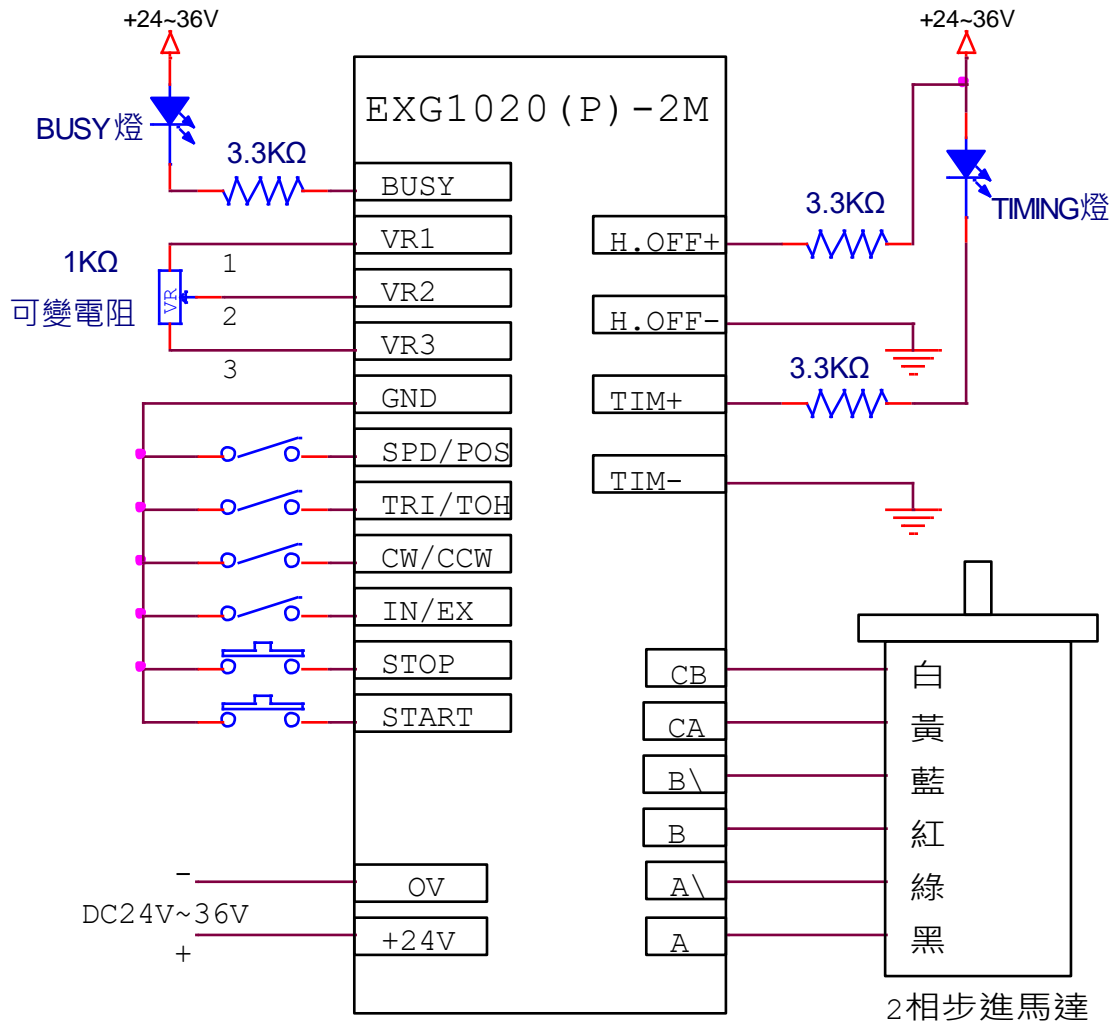 +24~36V
+24~36V
EXG1020(P)-2M
BUSY燈
3.3KΩ
BUSY
VR1
1KΩ
可變電阻
VR
1
2
3
VR2
VR3
GND
SPD/POS
TRI/TOH
CW/CCW
IN/EX
STOP
START
-
DC24V~36V
+
0V
+24V
3.3KΩ
TIMING燈
H.OFF+
H.OFF-
3.3KΩ
TIM+
TIM-
CB
CA
B\
B
A\
A
白
黃
藍
紅
綠
黑
2相步進馬達